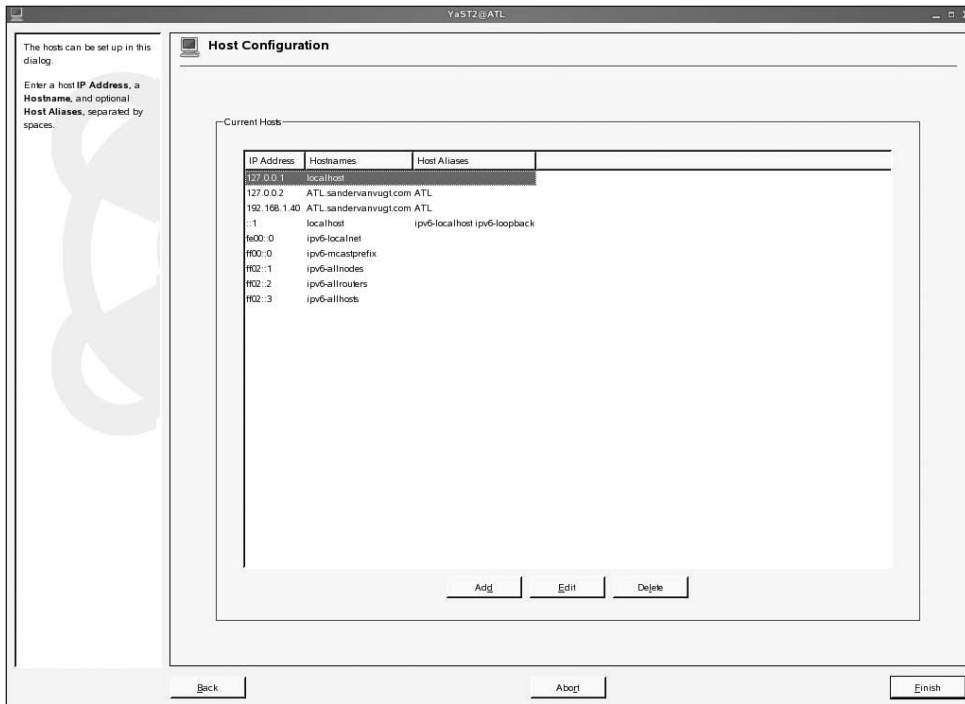 YaST2@ATL
The hosts can be set up in this
dialog.
Enter a host IP Address, a
Hostname, and optional
Host Aliases, separated by
spaces.
Host Configuration
Current Hosts
IP Address Hostnames Host Aliases
127.0.0.1 localhost
127.0.0.2 ATL.sandervanvugt.com ATL
192.168.1.40 ATL.sandervanvugt.com ATL
::1 localhost ipv6-localhost ipv6-loopback
fe00::0 ipv6-localnet
ff00::0 ipv6-mcastprefix
ff02::1 ipv6-allnodes
ff02::2 ipv6-allrouters
ff02::3 ipv6-allhosts
Add Edit Delete
Back Abort Finish